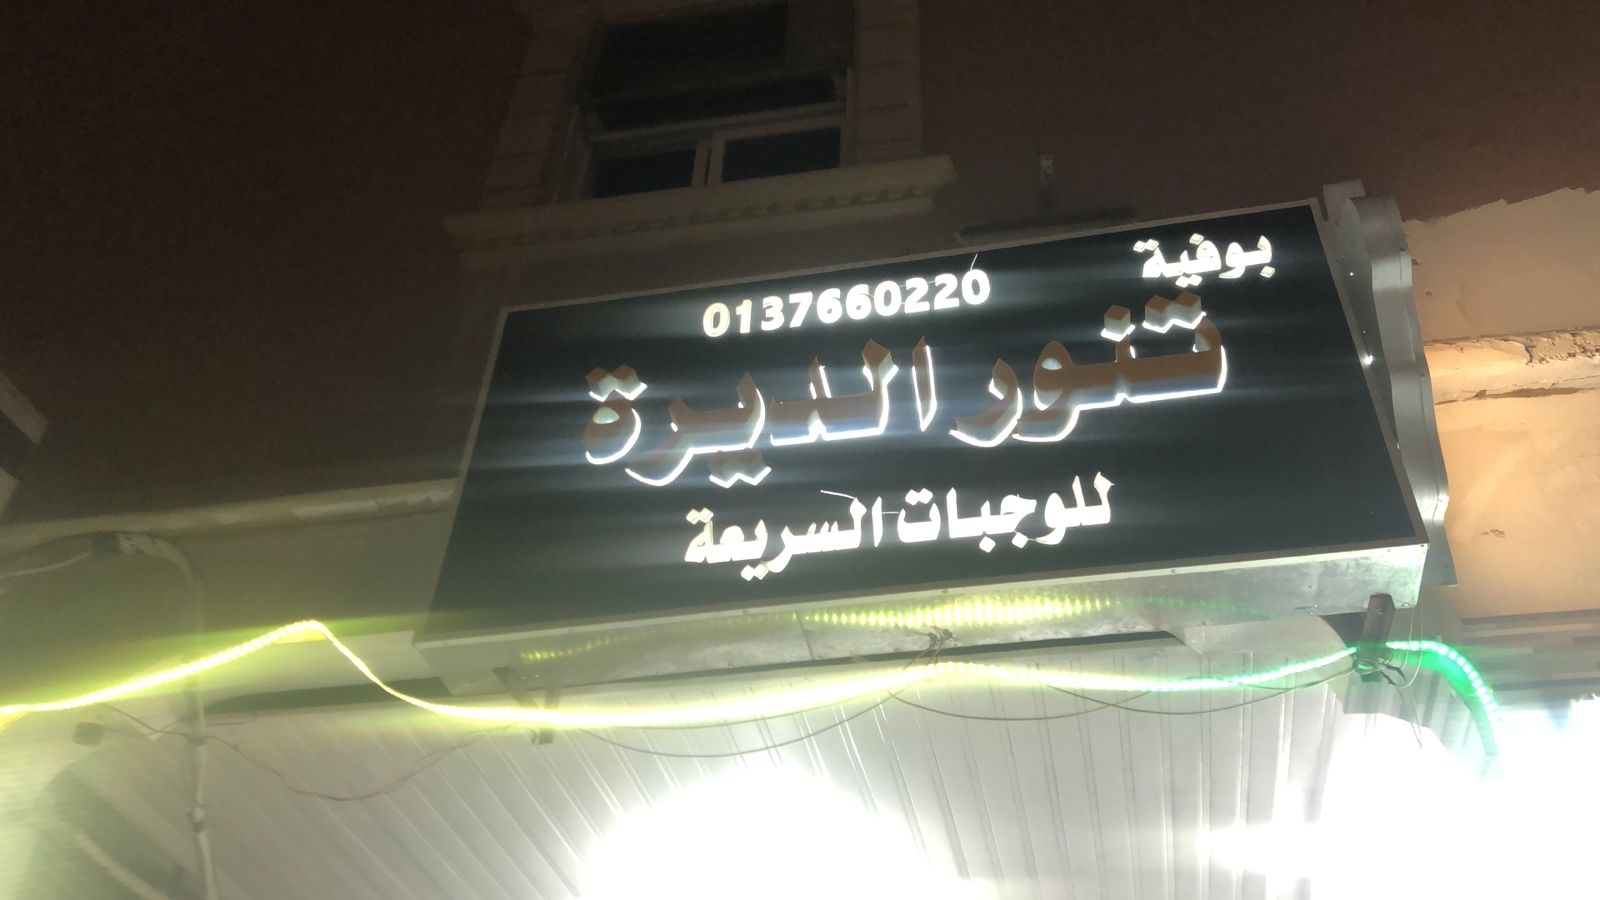 بوفية
0137660220
تنور الديرة
للوجبات السريعة